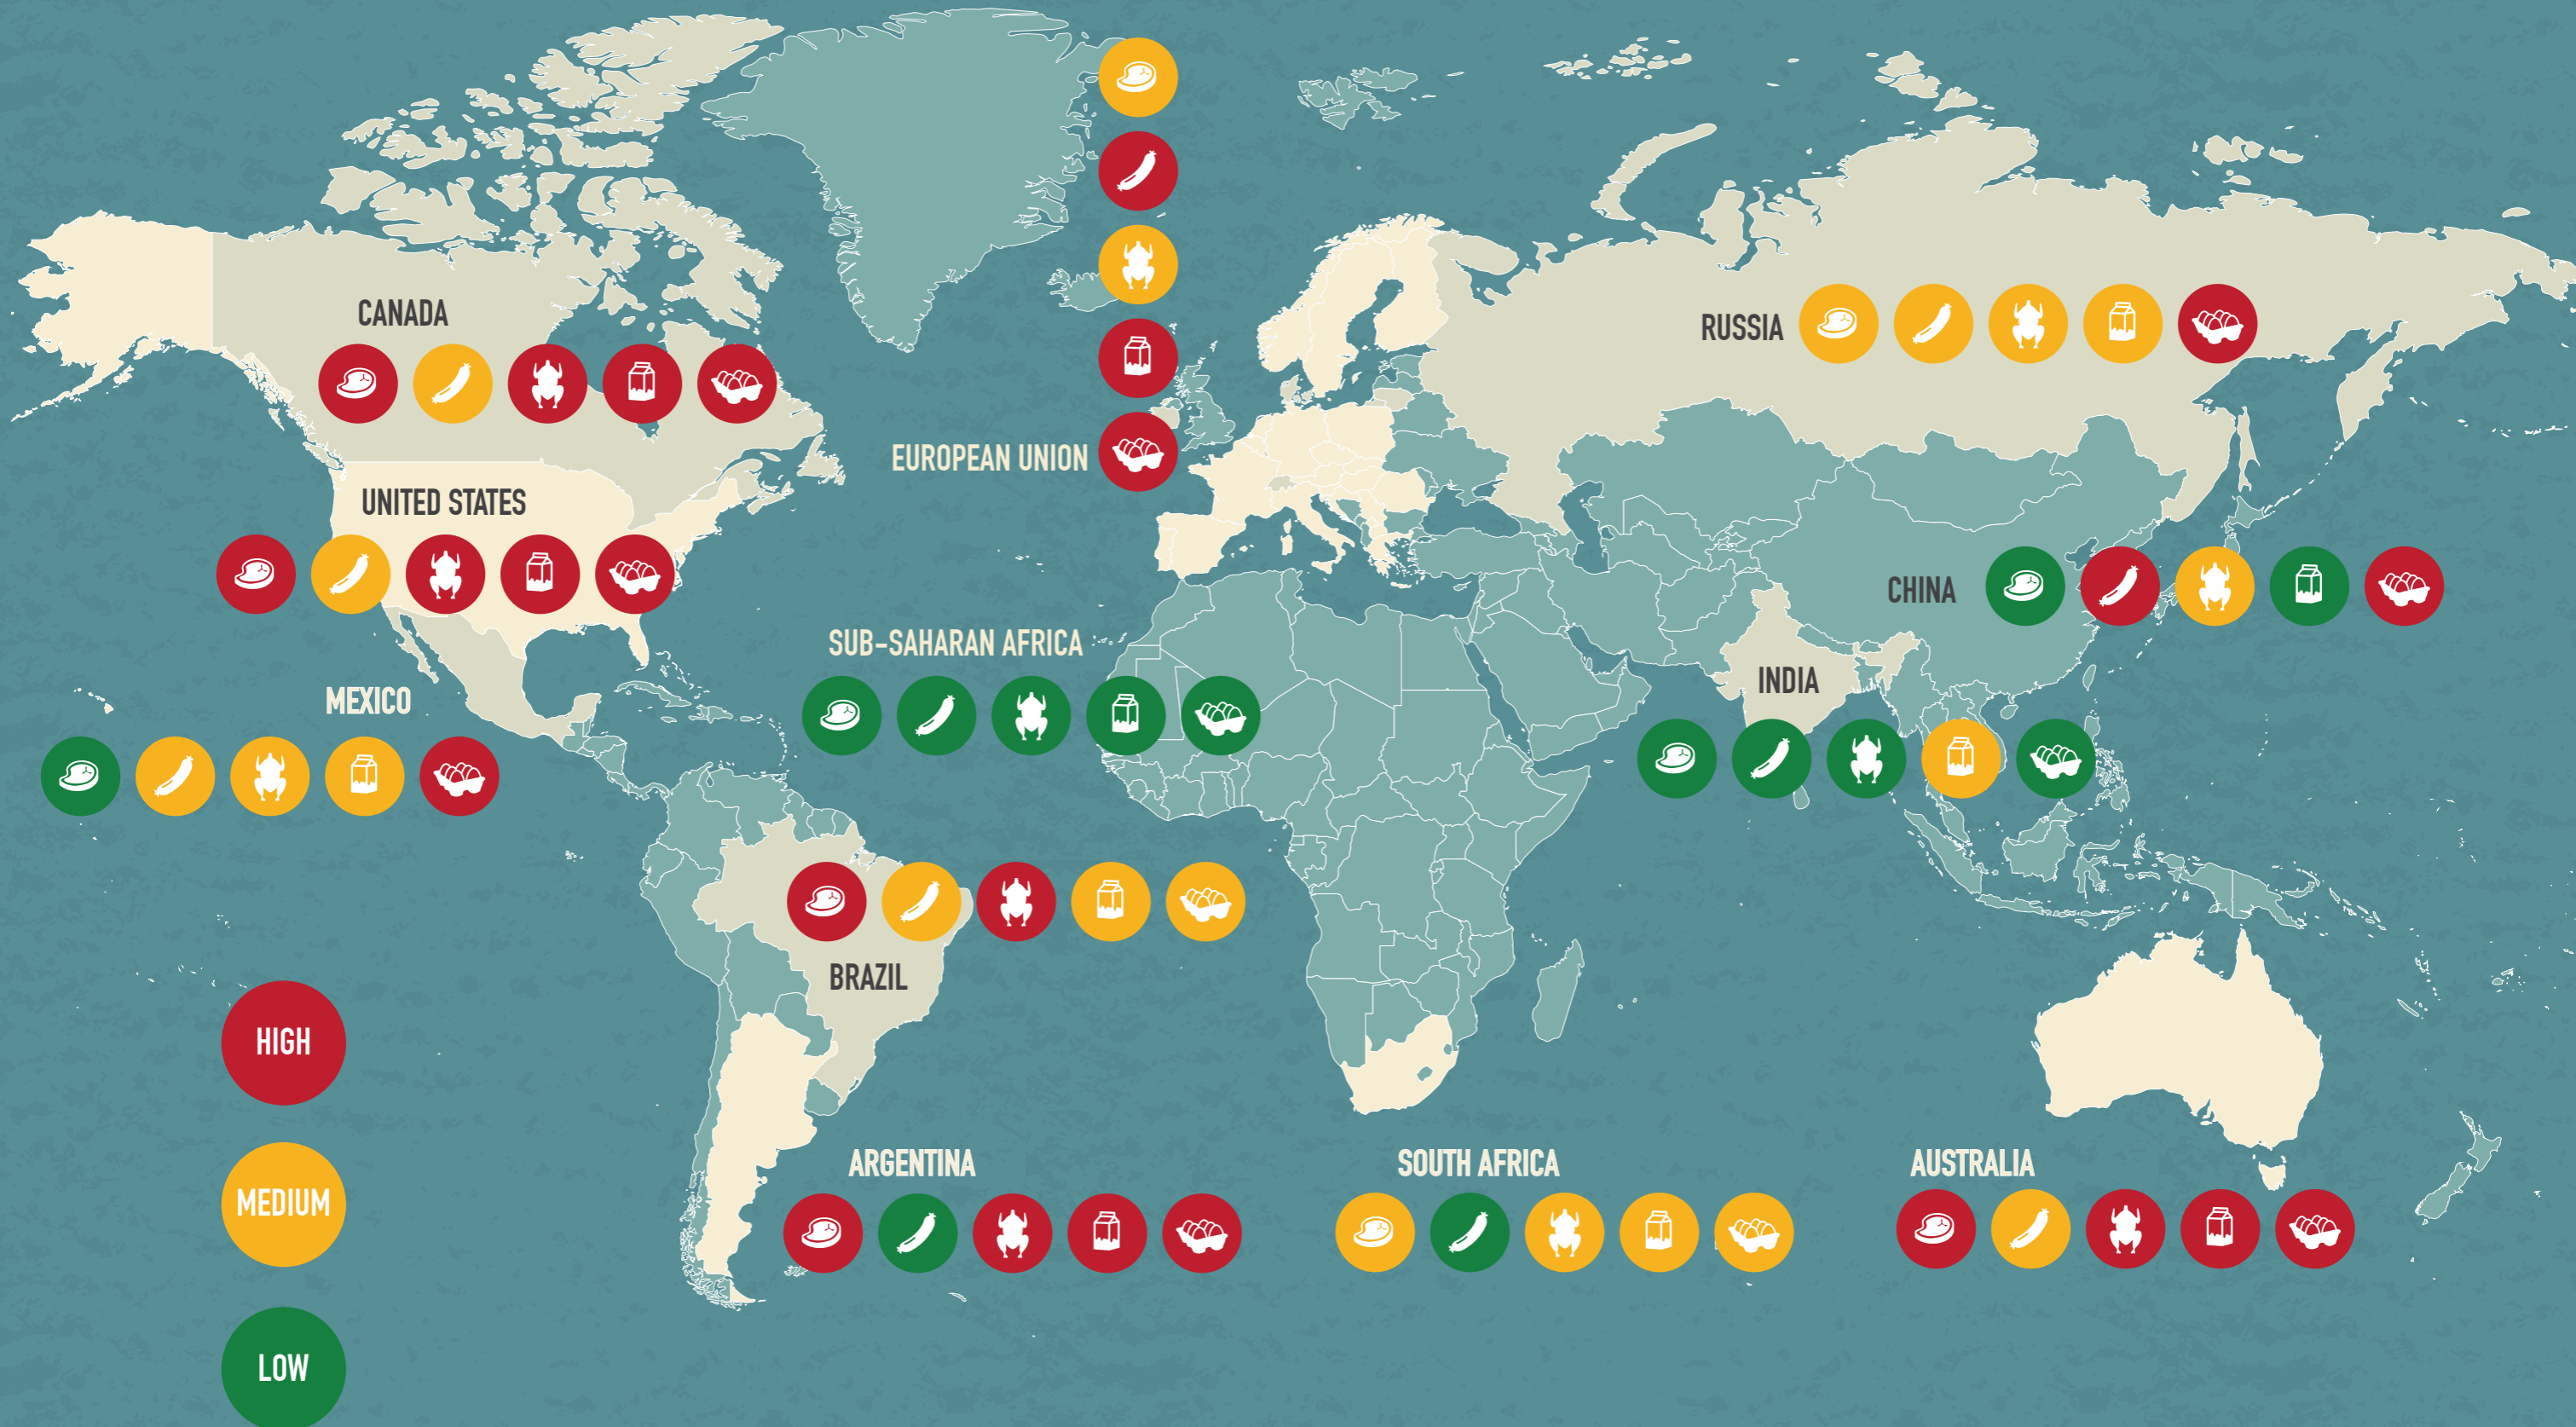 CANADA
RUSSIA
EUROPEAN UNION
UNITED STATES
CHINA
SUB-SAHARAN AFRICA
INDIA
MEXICO
BRAZIL
HIGH
ARGENTINA
SOUTH AFRICA
AUSTRALIA
MEDIUM
LOW